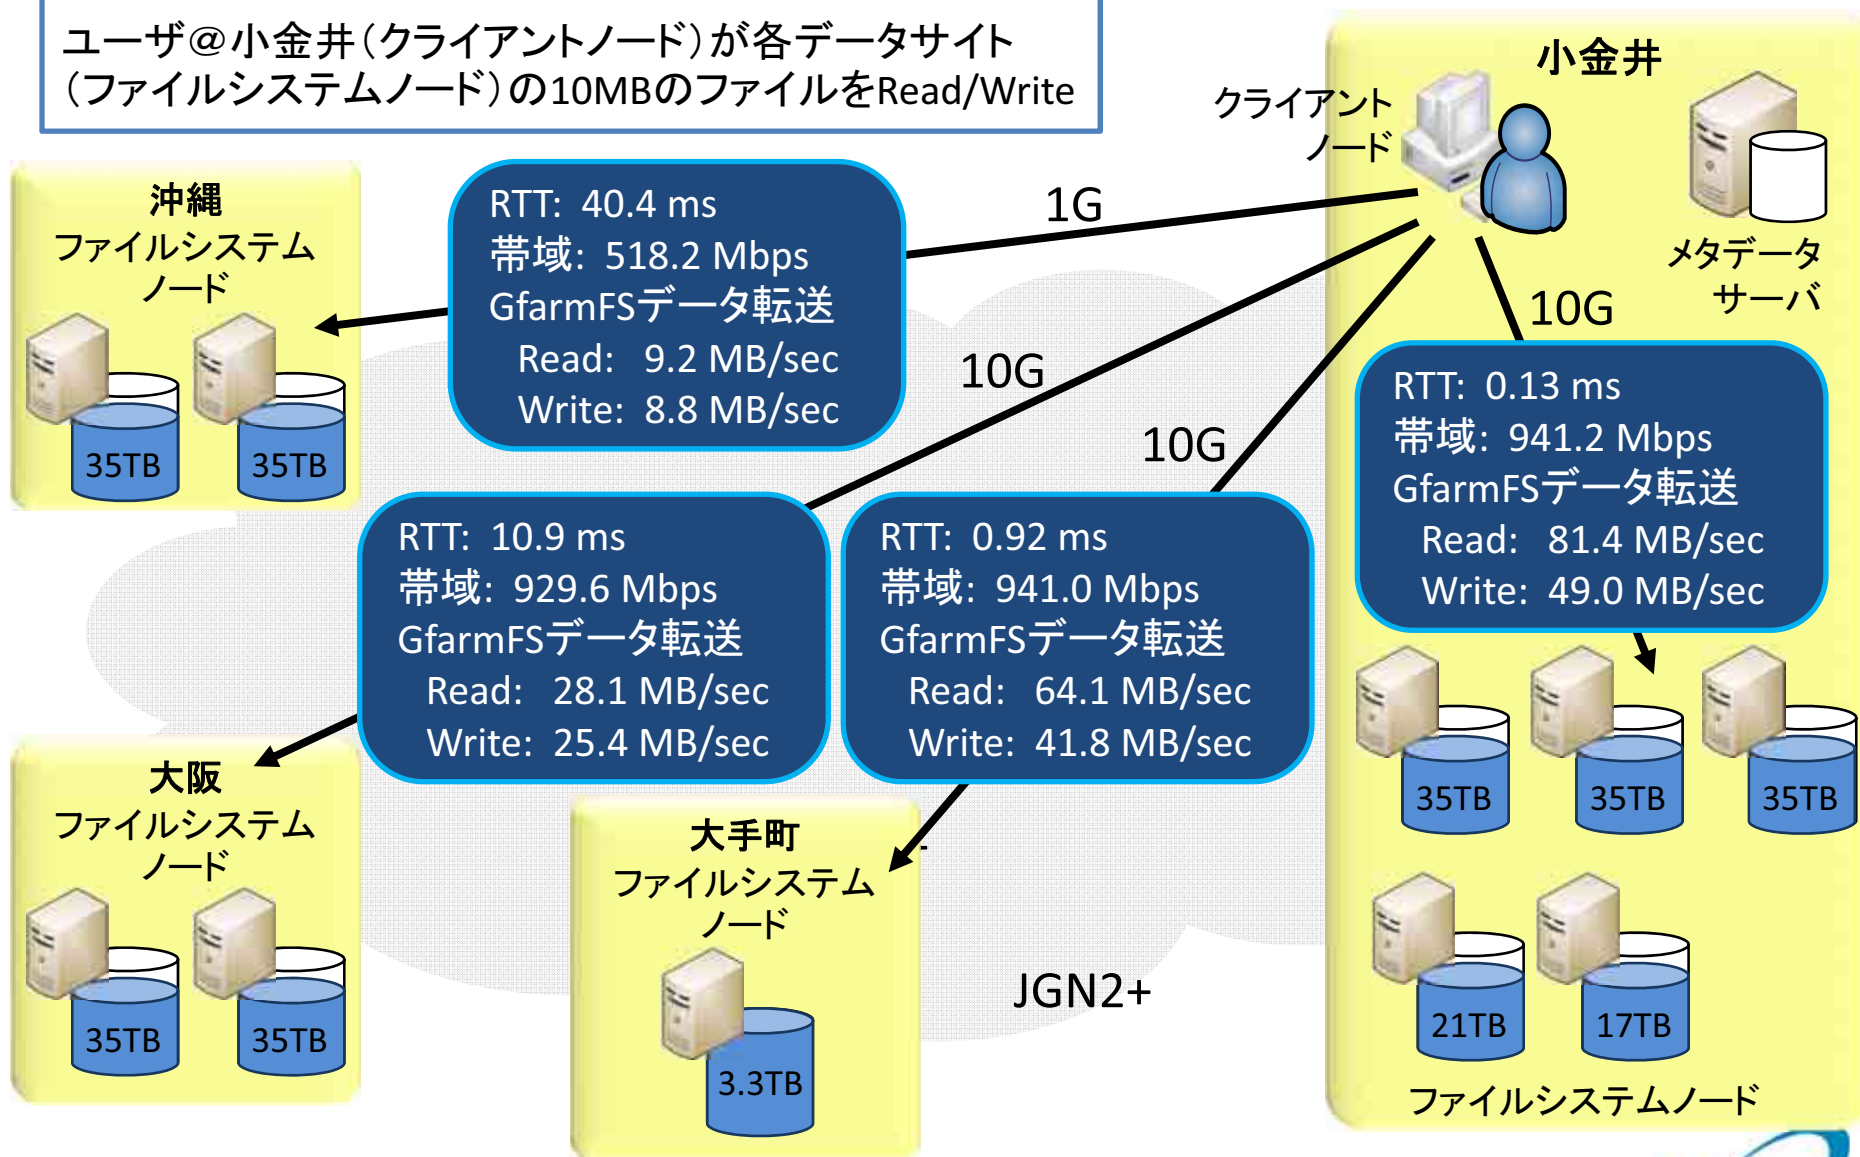 ユーザ@小金井(クライアントノード)が各データサイト
(ファイルシステムノード)の10MBのファイルをRead/Write
小金井
クライアント
ノード
メタデータ
サーバ
沖縄
ファイルシステム
ノード
35TB
35TB
RTT: 40.4 ms
帯域: 518.2 Mbps
GfarmFSデータ転送
Read: 9.2 MB/sec
Write: 8.8 MB/sec
1G
10G
10G
10G
RTT: 0.13 ms
帯域: 941.2 Mbps
GfarmFSデータ転送
Read: 81.4 MB/sec
Write: 49.0 MB/sec
RTT: 10.9 ms
帯域: 929.6 Mbps
GfarmFSデータ転送
Read: 28.1 MB/sec
Write: 25.4 MB/sec
RTT: 0.92 ms
帯域: 941.0 Mbps
GfarmFSデータ転送
Read: 64.1 MB/sec
Write: 41.8 MB/sec
大阪
ファイルシステム
ノード
35TB
35TB
大手町
ファイルシステム
ノード
3.3TB
JGN2+
35TB
35TB
35TB
21TB
17TB
ファイルシステムノード